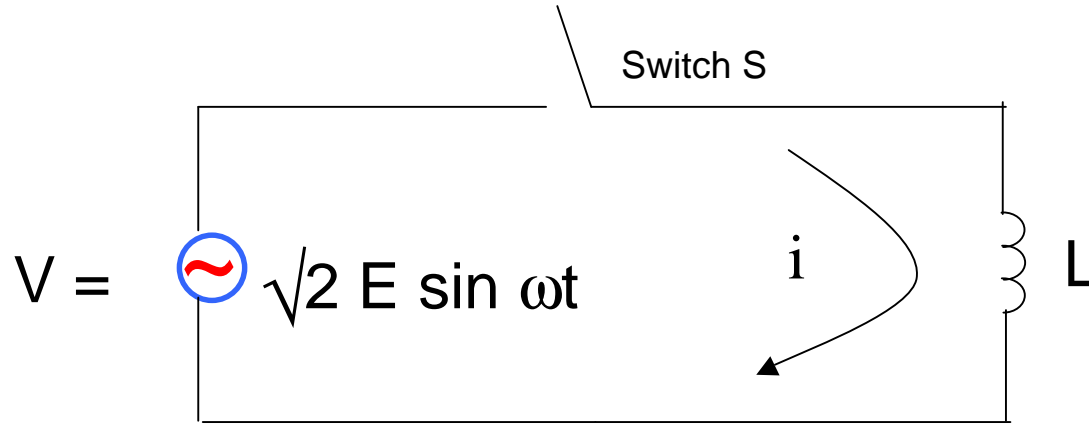 Switch S
V = ~ √2 E sin ωt
i
L